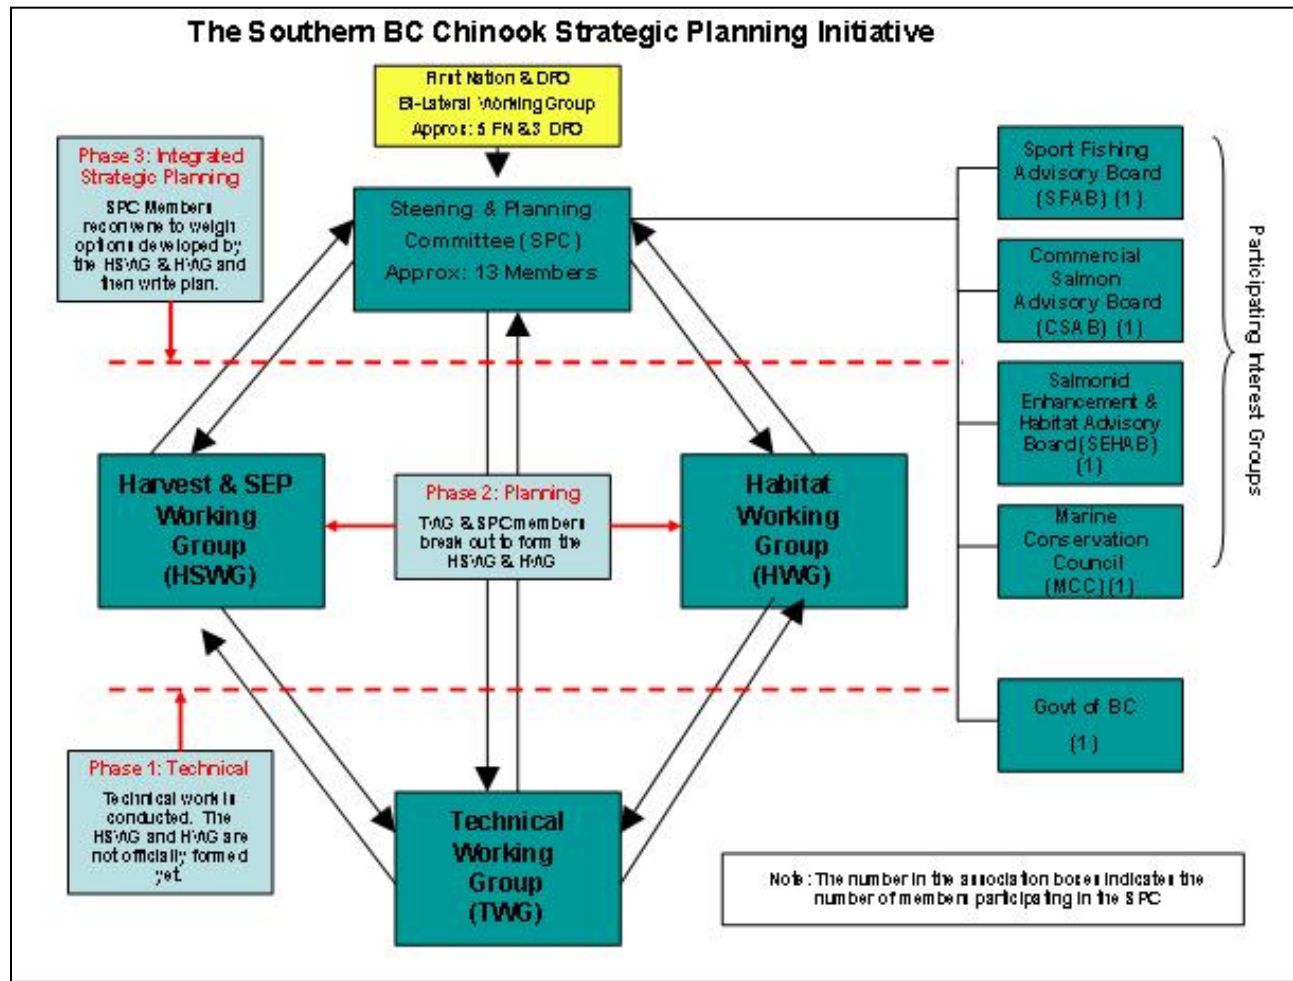 The Southern BC Chinook Strategic Planning Initiative
First Nation & DFO
Bi-Lateral Working Group
Approx: 5 FN & 3 DFO
Phase 3: Integrated
Strategic Planning
SPC Members
reconvene to weigh
options developed by
the HSWG & HWG and
then write plan.
Steering & Planning
Committee (SPC)
Approx: 13 Members
Sport Fishing
Advisory Board
(SFAB) (1)
Commercial
Salmon
Advisory Board
(CSAB) (1)
Salmonid
Enhancement &
Habitat Advisory
Board (SEHAB)
(1)
Marine
Conservation
Council
(MCC) (1)
Participating Interest Groups
Harvest & SEP
Working
Group
(HSWG)
Phase 2: Planning
TWG & SPC members
break out to form the
HSWG & HWG
Habitat
Working
Group
(HWG)
Govt of BC
(1)
Phase 1: Technical
Technical work is
conducted. The
HSWG and HWG are
not officially formed
yet.
Technical
Working
Group
(TWG)
Note: The number in the association boxes indicates the
number of members participating in the SPC